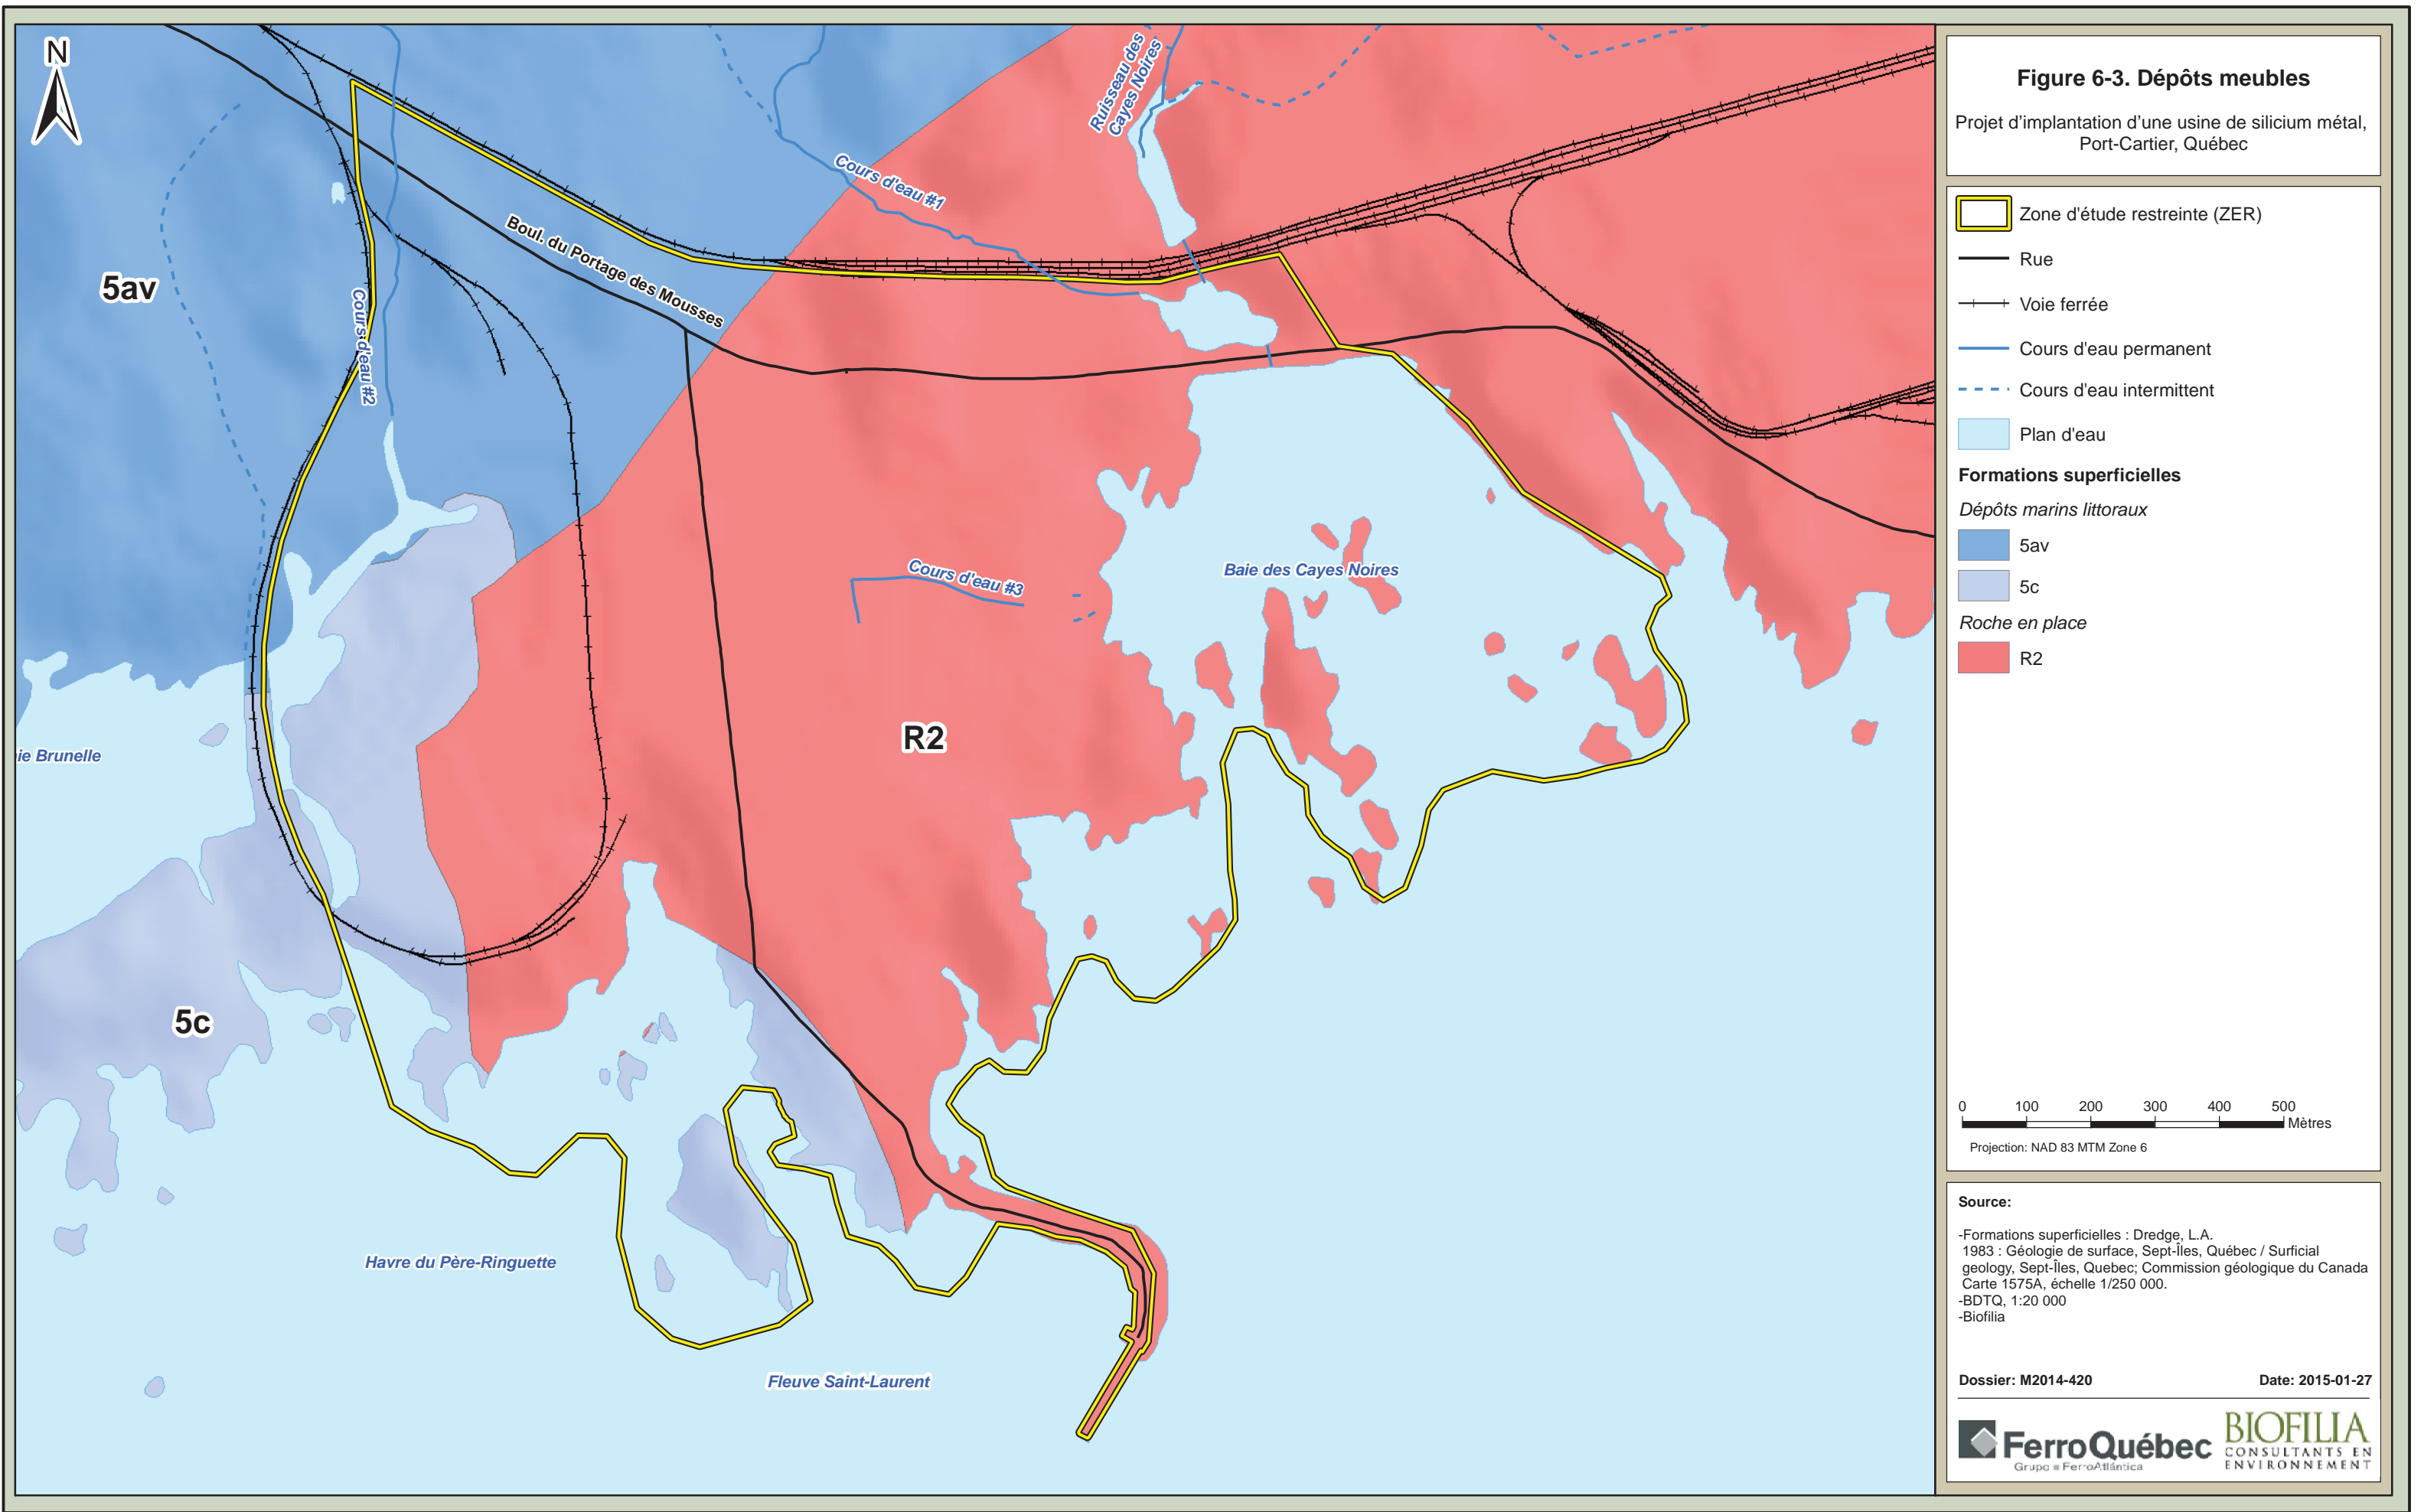 N
Ruisseau des
Cayes Noires
Cours d'eau #1
Boul. du Portage des Mousses
5av
Cours d'eau #2
Cours d'eau #3
Baie des Cayes Noires
R2
ie Brunelle
5c
Havre du Père-Ringuette
Fleuve Saint-Laurent
Figure 6-3. Dépôts meubles
Projet d'implantation d'une usine de silicium métal,
Port-Cartier, Québec
Zone d'étude restreinte (ZER)
Rue
Voie ferrée
Cours d'eau permanent
Cours d'eau intermittent
Plan d'eau
Formations superficielles
Dépôts marins littoraux
5av
5c
Roche en place
R2
0 100 200 300 400 500
Mètres
Projection: NAD 83 MTM Zone 6
Source:
-Formations superficielles : Dredge, L.A.
1983 : Géologie de surface, Sept-Îles, Québec / Surficial
geology, Sept-Îles, Quebec; Commission géologique du Canada
Carte 1575A, échelle 1/250 000.
-BDTQ, 1:20 000
-Biofilia
Dossier: M2014-420 Date: 2015-01-27
FerroQuébec
Grupo FerroAtlántica
BIOFILIA
CONSULTANTS EN
ENVIRONNEMENT